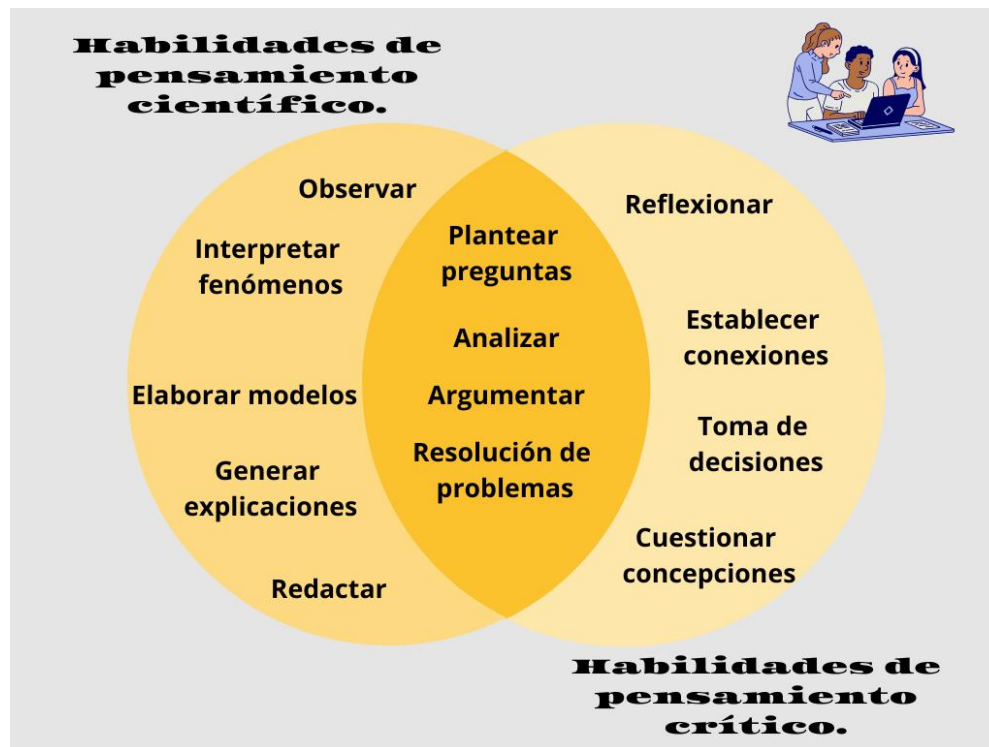 Habilidades de
pensamiento
científico.
Observar
Interpretar
fenómenos
Elaborar modelos
Generar
explicaciones
Redactar
Plantear
preguntas
Analizar
Argumentar
Resolución de
problemas
Reflexionar
Establecer
conexiones
Toma de
decisiones
Cuestionar
concepciones
Habilidades de
pensamiento
crítico.